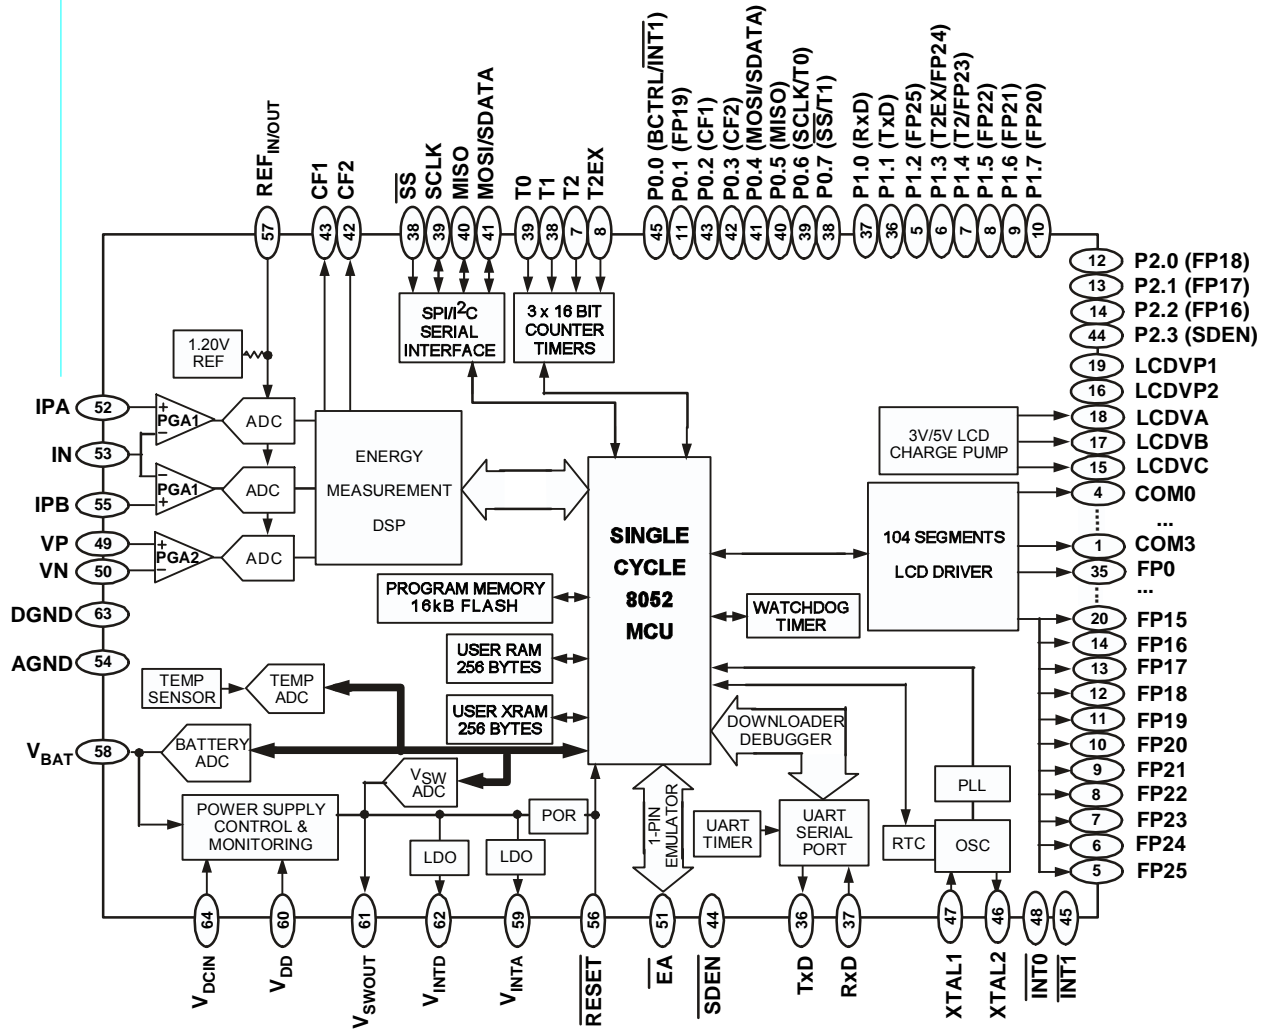 REF IN/OUT
CF1
CF2
SS
SCLK
MISO
MOSI/SDATA
T0
T1
T2
T2EX
P0.0 (BCTRL/INT1)
P0.1 (FP19)
P0.2 (CF1)
P0.3 (CF2)
P0.4 (MOSI/SDATA)
P0.5 (MISO)
P0.6 (SCLK/T0)
P0.7 (SS/T1)
P1.0 (RxD)
P1.1 (TxD)
P1.2 (FP25)
P1.3 (T2EX/FP24)
P1.4 (T2/FP23)
P1.5 (FP22)
P1.6 (FP21)
P1.7 (FP20)
57
43
42
38
39
40
41
39
38
7
8
45
11
43
42
41
40
39
38
37
36
5
6
7
8
9
10
12 P2.0 (FP18)
13 P2.1 (FP17)
14 P2.2 (FP16)
44 P2.3 (SDEN)
19 LCDVP1
16 LCDVP2
18 LCDVA
17 LCDVB
15 LCDVC
4 COM0
...
1 COM3
35 FP0
...
20 FP15
14 FP16
13 FP17
12 FP18
11 FP19
10 FP20
9 FP21
8 FP22
7 FP23
6 FP24
5 FP25
SPI/I2C
SERIAL
INTERFACE
3 x 16 BIT
COUNTER
TIMERS
1.20V
REF
IPA 52
IN 53
IPB 55
VP 49
VN 50
DGND 63
AGND 54
VBAT 58
+
PGA1
−
ADC
−
PGA1
+
ADC
+
PGA2
−
ADC
ENERGY
MEASUREMENT
DSP
3V/5V LCD
CHARGE PUMP
104 SEGMENTS
LCD DRIVER
SINGLE
CYCLE
8052
MCU
PROGRAM MEMORY
16kB FLASH
WATCHDOG
TIMER
USER RAM
256 BYTES
USER XRAM
256 BYTES
TEMP
SENSOR
TEMP
ADC
BATTERY
ADC
VSW
ADC
DOWNLOADER
DEBUGGER
POWER SUPPLY
CONTROL &
MONITORING
POR
LDO
LDO
1-PIN
EMULATOR
UART
TIMER
UART
SERIAL
PORT
PLL
RTC
OSC
64
60
61
62
59
56
51
44
36
37
47
46
48
45
VDCIN
VDD
VSWOUT
VINTD
VINTA
RESET
EA
SDEN
TxD
RxD
XTAL1
XTAL2
INT0
INT1